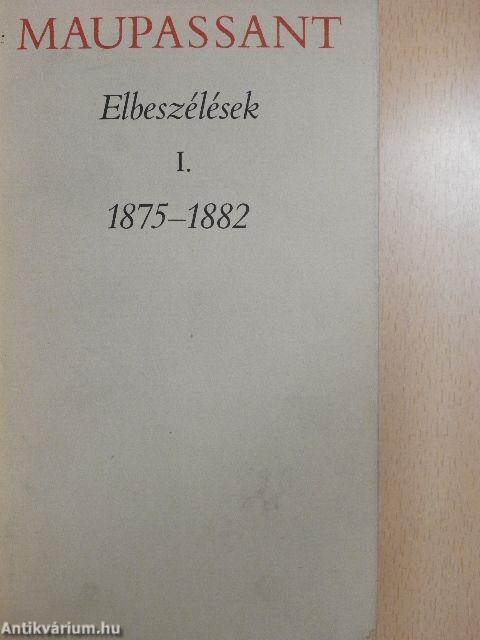 MAUPASSANT
Elbeszélések
I.
1875–1882
Antikvárium.hu